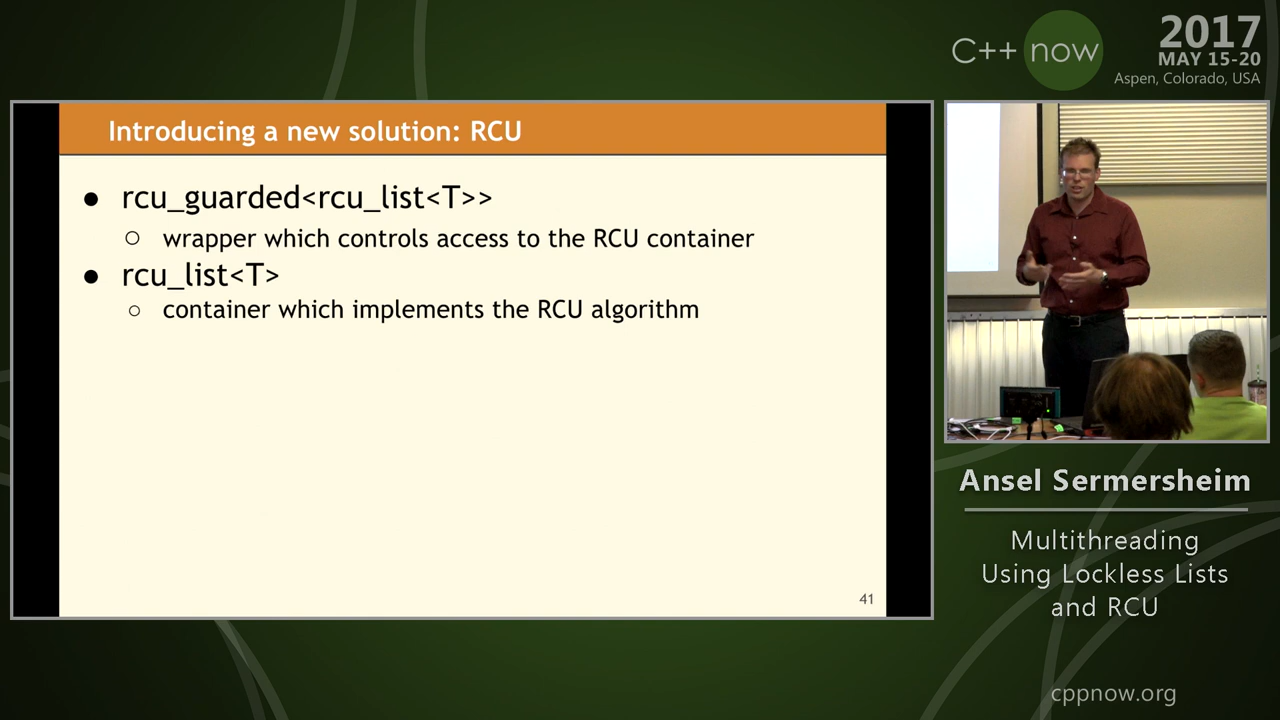 C++ now
2017
MAY 15-20
Aspen, Colorado, USA
Introducing a new solution: RCU
● rcu_guarded<rcu_list<T>>
○ wrapper which controls access to the RCU container
● rcu_list<T>
○ container which implements the RCU algorithm
41
Ansel Sermersheim
Multithreading
Using Lockless Lists
and RCU
cppnow.org